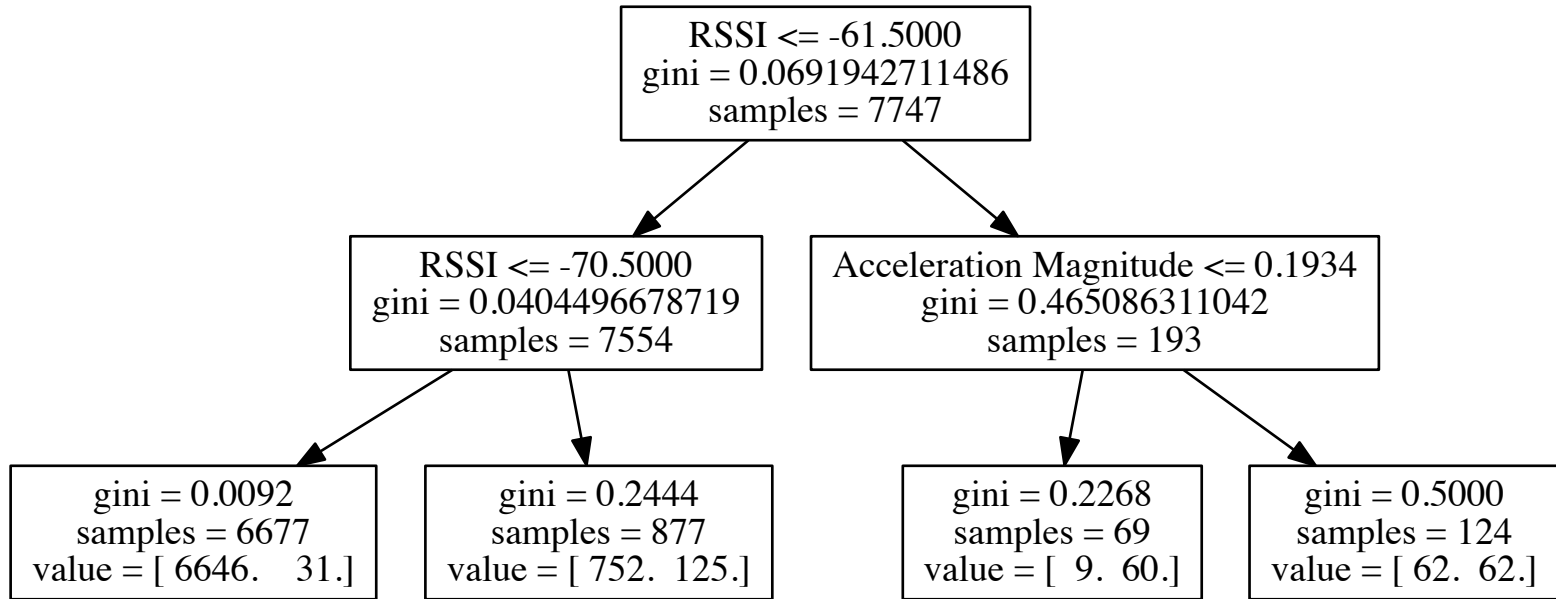 RSSI <= -61.5000
gini = 0.0691942711486
samples = 7747
RSSI <= -70.5000
gini = 0.0404496678719
samples = 7554
Acceleration Magnitude <= 0.1934
gini = 0.465086311042
samples = 193
gini = 0.0092
samples = 6677
value = [ 6646.    31.]
gini = 0.2444
samples = 877
value = [ 752.  125.]
gini = 0.2268
samples = 69
value = [  9.  60.]
gini = 0.5000
samples = 124
value = [ 62.  62.]